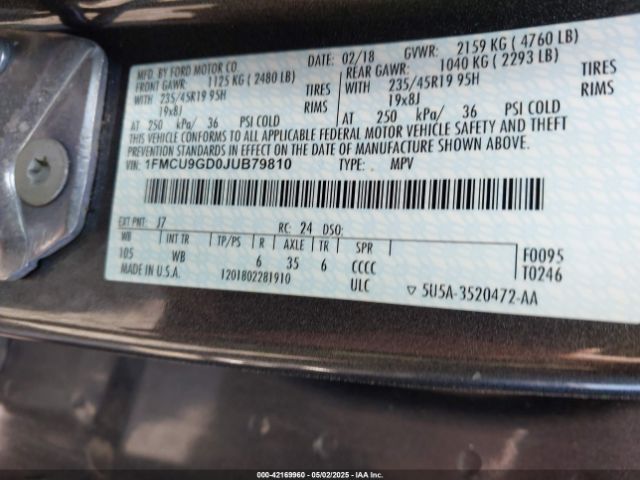 MFD. BY FORD MOTOR CO. DATE: 02/18 GVWR: 2159 KG ( 4760 LB)
FRONT GAWR: 1125 KG ( 2480 LB) REAR GAWR: 1040 KG ( 2293 LB)
WITH 235/45R19 95H TIRES WITH 235/45R19 95H TIRES
19x8J RIMS 19x8J RIMS
AT 250 kPa/ 36 PSI COLD AT 250 kPa/ 36 PSI COLD
THIS VEHICLE CONFORMS TO ALL APPLICABLE FEDERAL MOTOR VEHICLE SAFETY AND THEFT
PREVENTION STANDARDS IN EFFECT ON THE DATE OF MANUFACTURE SHOWN ABOVE.
VIN: 1FMCU9GD0JUB79810 TYPE: MPV
EXT PNT: J7 RC: 24 DSO:
WB INT TR TP/PS R AXLE TR SPR F0095
105 6 35 6 CCCC T0246
MADE IN U.S.A. 1201802281910 ULC ▽ 5U5A-3520472-AA
000-42169960 - 05/02/2025 - IAAI.COM